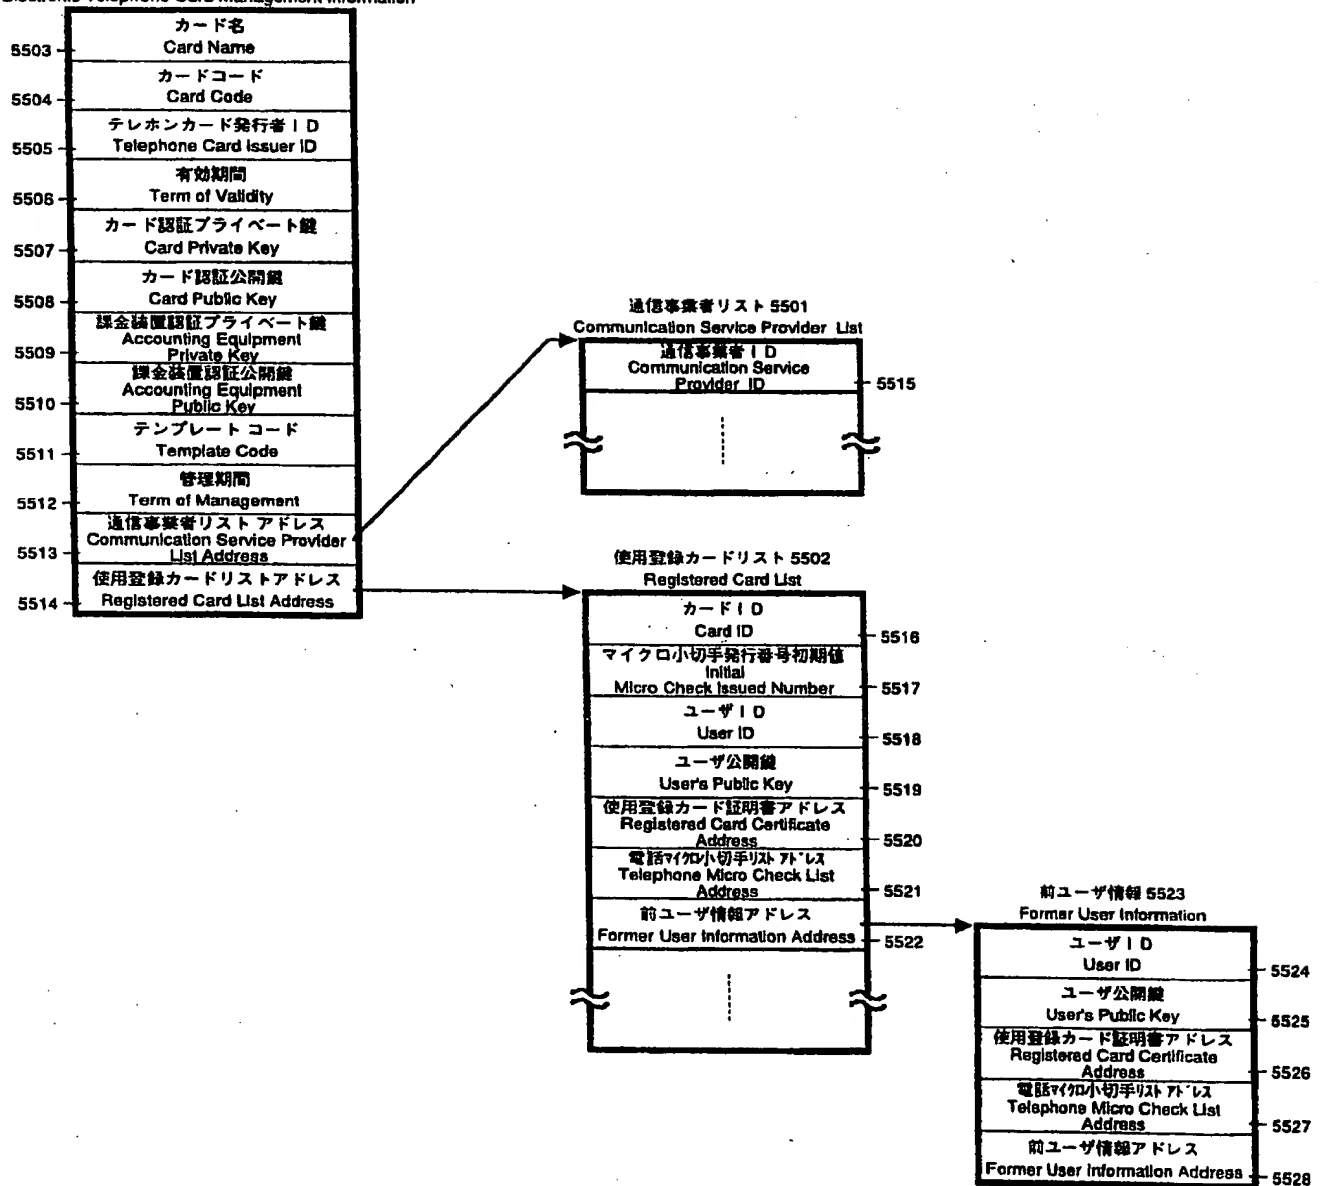 Electronic Telephone Card Management Information
カード名
Card Name
5503
カードコード
Card Code
5504
テレホンカード発行者ID
Telephone Card Issuer ID
5505
有効期間
Term of Validity
5506
カード認証プライベート鍵
Card Private Key
5507
カード認証公開鍵
Card Public Key
5508
課金装置認証プライベート鍵
Accounting Equipment
Private Key
5509
課金装置認証公開鍵
Accounting Equipment
Public Key
5510
テンプレート コード
Template Code
5511
管理期間
Term of Management
5512
通信事業者リスト アドレス
Communication Service Provider
List Address
5513
使用登録カードリストアドレス
Registered Card List Address
5514
通信事業者リスト 5501
Communication Service Provider List
通信事業者ID
Communication Service
Provider ID
5515
使用登録カードリスト 5502
Registered Card List
カードID
Card ID
5516
マイクロ小切手発行番号初期値
Initial
Micro Check Issued Number
5517
ユーザID
User ID
5518
ユーザ公開鍵
User's Public Key
5519
使用登録カード証明書アドレス
Registered Card Certificate
Address
5520
電話マイクロ小切手リスト アドレス
Telephone Micro Check List
Address
5521
前ユーザ情報アドレス
Former User Information Address
5522
前ユーザ情報 5523
Former User Information
ユーザID
User ID
5524
ユーザ公開鍵
User's Public Key
5525
使用登録カード証明書アドレス
Registered Card Certificate
Address
5526
電話マイクロ小切手リスト アドレス
Telephone Micro Check List
Address
5527
前ユーザ情報アドレス
Former User Information Address
5528